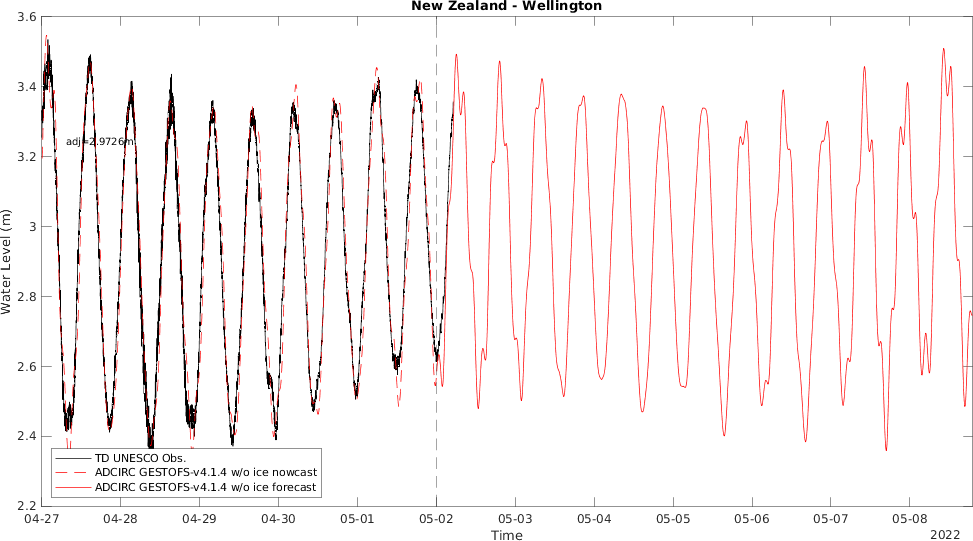 New Zealand - Wellington
3.6
3.4
3.2
3
2.8
2.6
2.4
2.2
Water Level (m)
adj=2.9726m
TD UNESCO Obs.
ADCIRC GESTOFS-v4.1.4 w/o ice nowcast
ADCIRC GESTOFS-v4.1.4 w/o ice forecast
04-27 04-28 04-29 04-30 05-01 05-02 05-03 05-04 05-05 05-06 05-07 05-08
2022
Time